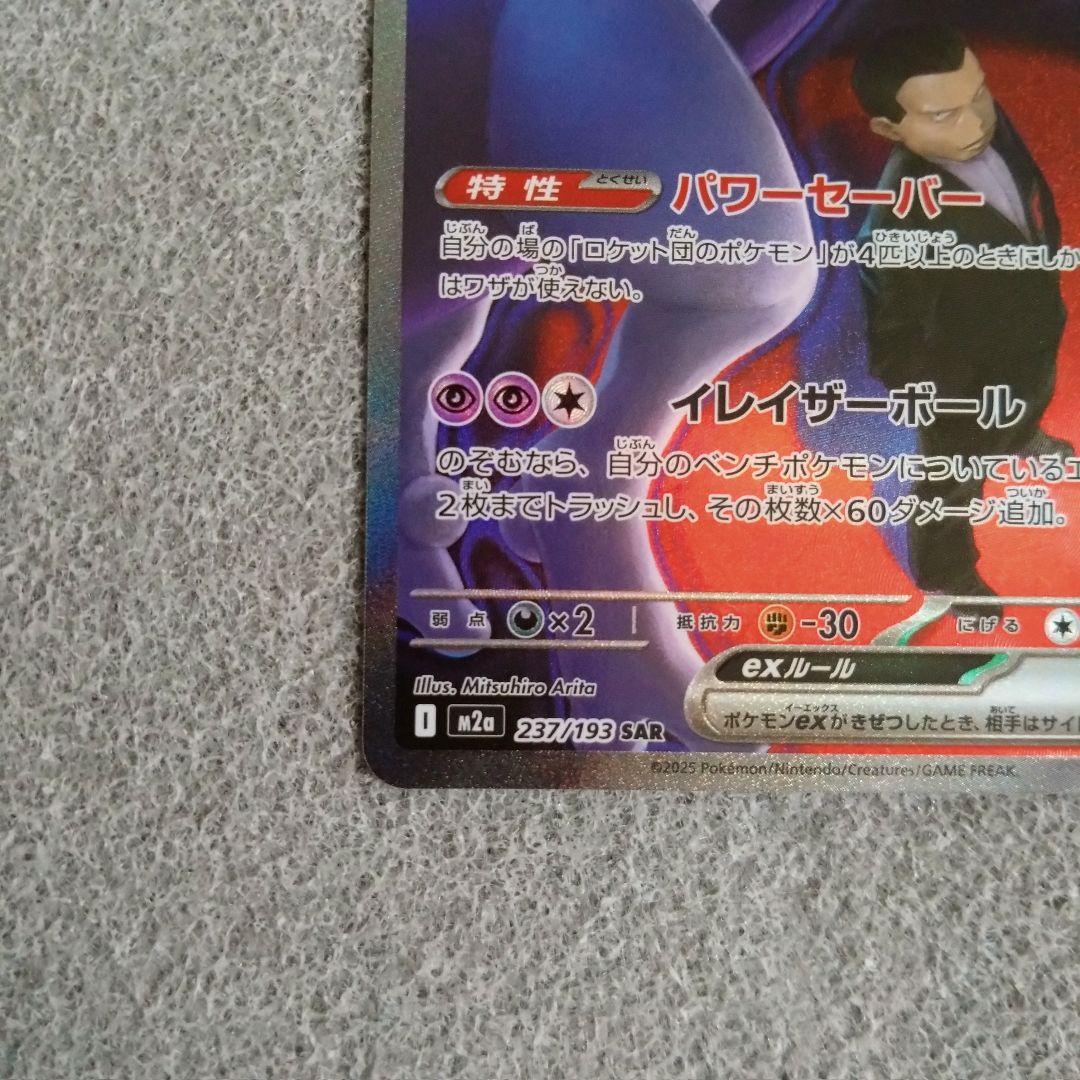 特性 とくせい パワーセーバー
じぶん ば だん ひきいじょう
自分の場の「ロケット団のポケモン」が4匹以上のときにしか
つか
はワザが使えない。
イレイザーボール
じぶん
のぞむなら、自分のベンチポケモンについているエ
まい まいすう ついか
2枚までトラッシュし、その枚数×60ダメージ追加。
弱点 ×2 抵抗力 -30 にげる
exルール
Illus. Mitsuhiro Arita
イーエックス あいて
ポケモンexがきぜつしたとき、相手はサイド
I M2a 237/193 SAR
©2025 Pokémon/Nintendo/Creatures/GAME FREAK